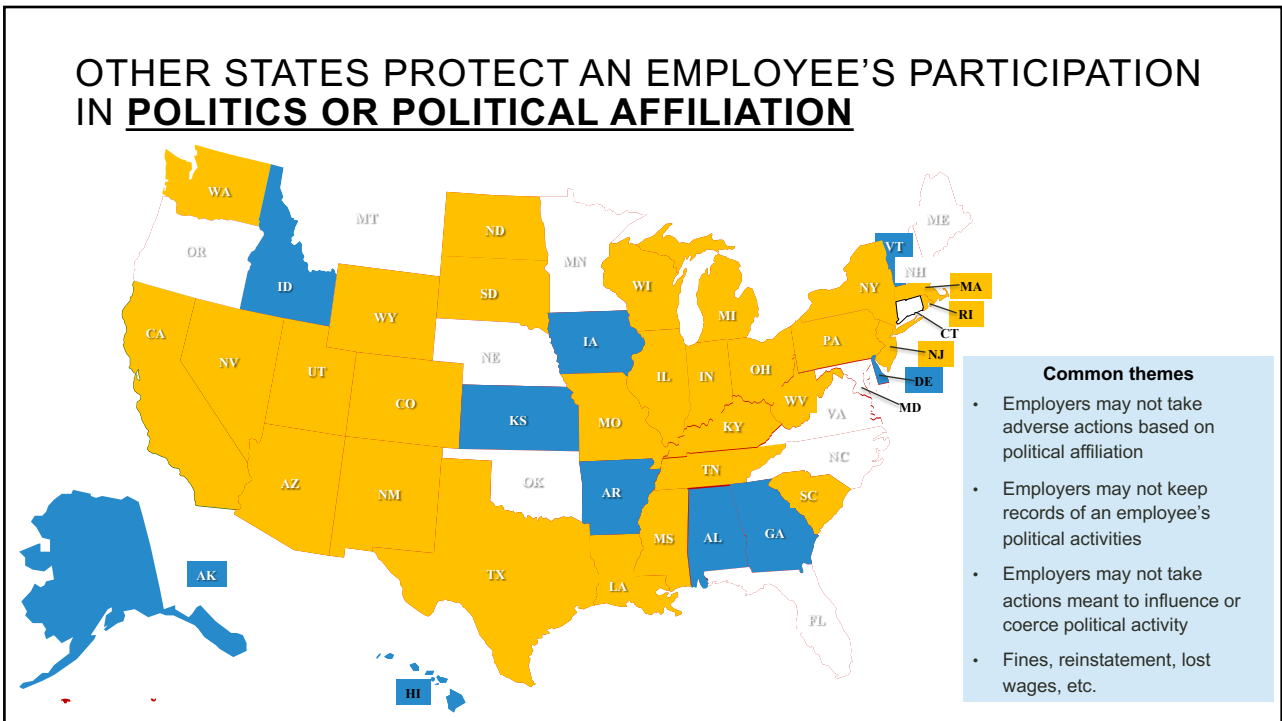 OTHER STATES PROTECT AN EMPLOYEE'S PARTICIPATION
IN POLITICS OR POLITICAL AFFILIATION
WA
MT
ND
MN
ME
VT
NH
OR
ID
SD
WI
NY
MA
WY
MI
RI
CT
CA
NE
IA
PA
NJ
NV
UT
IL
IN
OH
DE
CO
WV
MD
KS
MO
KY
VA
NC
TN
AZ
NM
OK
AR
SC
MS
AL
GA
TX
LA
FL
AK
HI
Common themes
• Employers may not take
adverse actions based on
political affiliation
• Employers may not keep
records of an employee's
political activities
• Employers may not take
actions meant to influence or
coerce political activity
• Fines, reinstatement, lost
wages, etc.